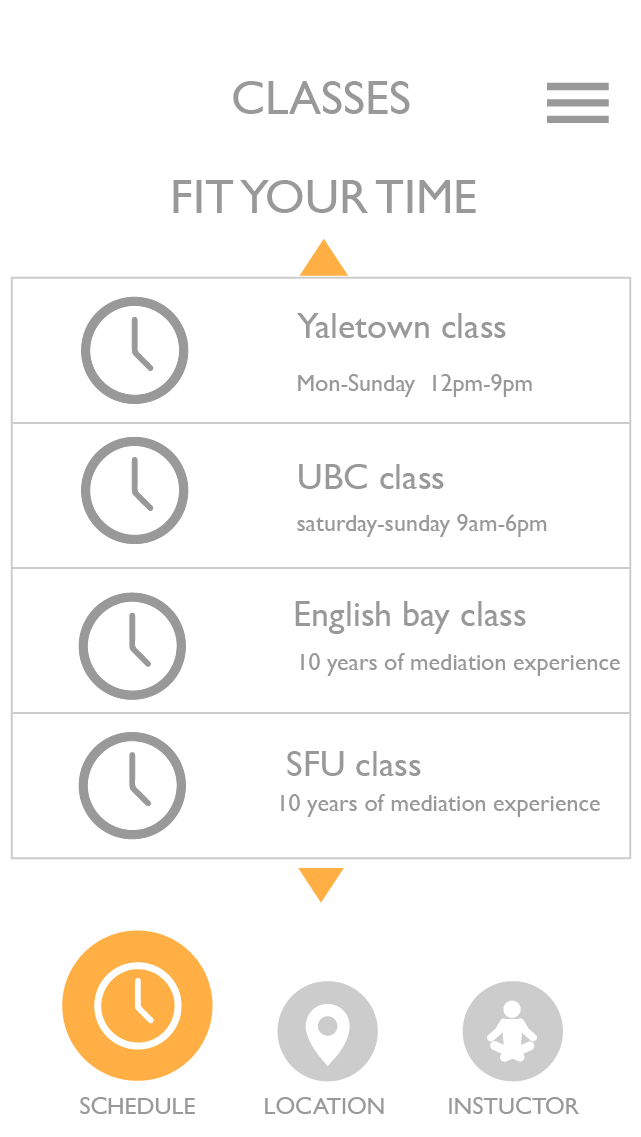 CLASSES
FIT YOUR TIME
Yaletown class
Mon-Sunday 12pm-9pm
UBC class
saturday-sunday 9am-6pm
English bay class
10 years of mediation experience
SFU class
10 years of mediation experience
SCHEDULE
LOCATION
INSTUCTOR